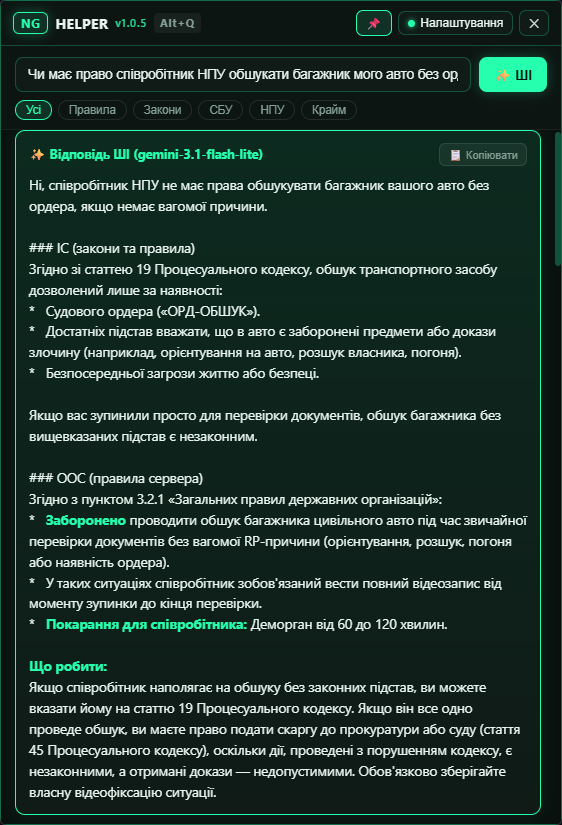 NG HELPER v1.0.5 Alt+Q 📌 Налаштування ✕
Чи має право співробітник НПУ обшукати багажник мого авто без
✨ ШІ
Усі Правила Закони СБУ НПУ Крайм
✨ Відповідь ШІ (gemini-3.1-flash-lite) 📋 Копіювати
Ні, співробітник НПУ не має права обшукувати багажник вашого авто без
ордера, якщо немає вагомої причини.
### IC (закони та правила)
Згідно зі статтею 19 Процесуального кодексу, обшук транспортного засобу
дозволений лише за наявності:
* Судового ордера («ОРД-ОБШУК»).
* Достатніх підстав вважати, що в авто є заборонені предмети або докази
злочину (наприклад, орієнтування на авто, розшук власника, погоня).
* Безпосередньої загрози життю або безпеці.
Якщо вас зупинили просто для перевірки документів, обшук багажника без
вищевказаних підстав є незаконним.
### OOC (правила сервера)
Згідно з пунктом 3.2.1 «Загальних правил державних організацій»:
* Заборонено проводити обшук багажника цивільного авто під час звичайної
перевірки документів без вагомої RP-причини (орієнтування, розшук, погоня
або наявність ордера).
* У таких ситуаціях співробітник зобов'язаний вести повний відеозапис від
моменту зупинки до кінця перевірки.
* Покарання для співробітника: Деморган від 60 до 120 хвилин.
Що робити:
Якщо співробітник наполягає на обшуку без законних підстав, ви можете
вказати йому на статтю 19 Процесуального кодексу. Якщо він все одно
проведе обшук, ви маєте право подати скаргу до прокуратури або суду (стаття
45 Процесуального кодексу), оскільки дії, проведені з порушенням кодексу, є
незаконними, а отримані докази — недопустимими. Обов'язково зберігайте
власну відеофіксацію ситуації.